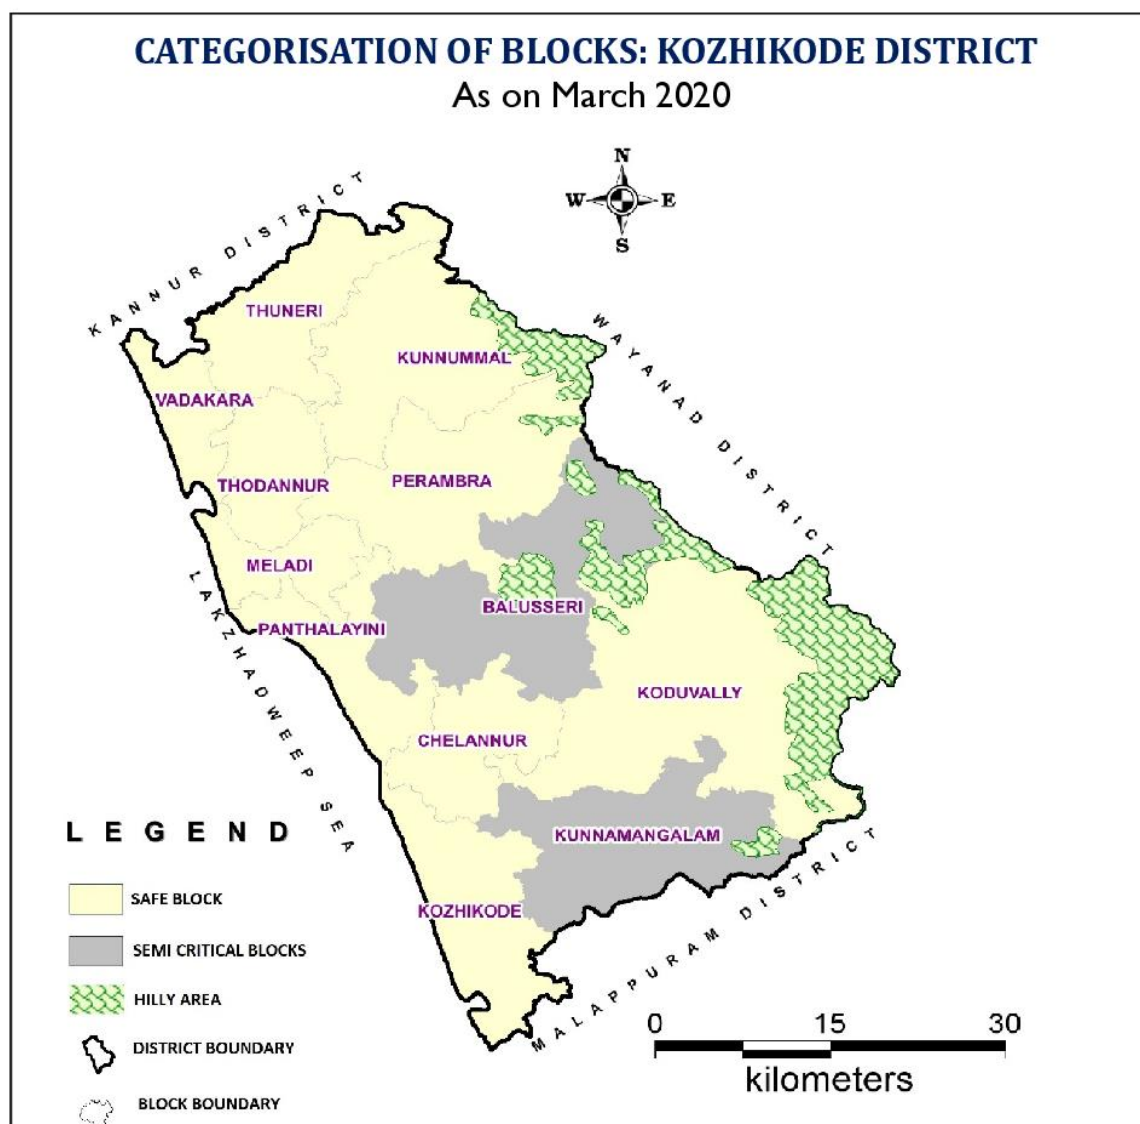 CATEGORISATION OF BLOCKS: KOZHIKODE DISTRICT
As on March 2020
N
W E
S
KANNUR DISTRICT
WAYANAD DISTRICT
THUNERI
KUNNUMMAL
VADAKARA
THODANNUR
PERAMBRA
MELADI
BALUSSERI
PANTHALAYINI
LAKZHADWEEP SEA
KODUVALLY
CHELANNUR
KUNNAMANGALAM
KOZHIKODE
MALAPPURAM DISTRICT
LEGEND
SAFE BLOCK
SEMI CRITICAL BLOCKS
HILLY AREA
DISTRICT BOUNDARY
BLOCK BOUNDARY
0 15 30
kilometers